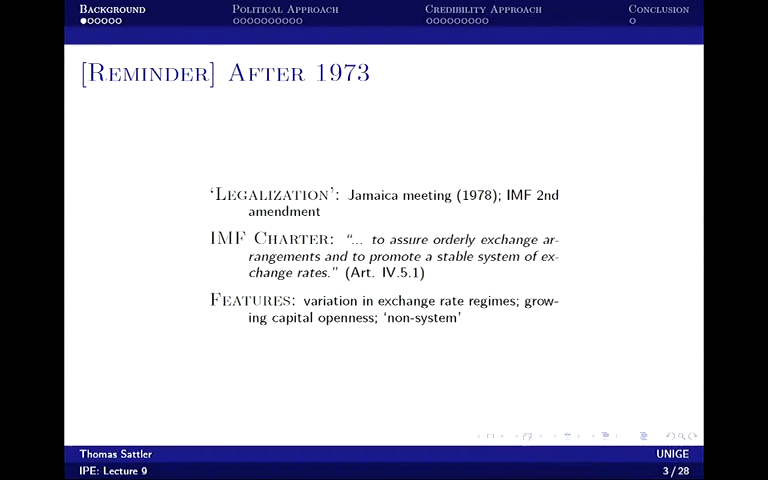 Background Political Approach Credibility Approach Conclusion
[Reminder] After 1973
‘Legalization’: Jamaica meeting (1978); IMF 2nd
amendment
IMF Charter: “... to assure orderly exchange ar-
rangements and to promote a stable system of ex-
change rates.” (Art. IV.5.1)
Features: variation in exchange rate regimes; grow-
ing capital openness; ‘non-system’
Thomas Sattler UNIGE
IPE: Lecture 9 3 / 28